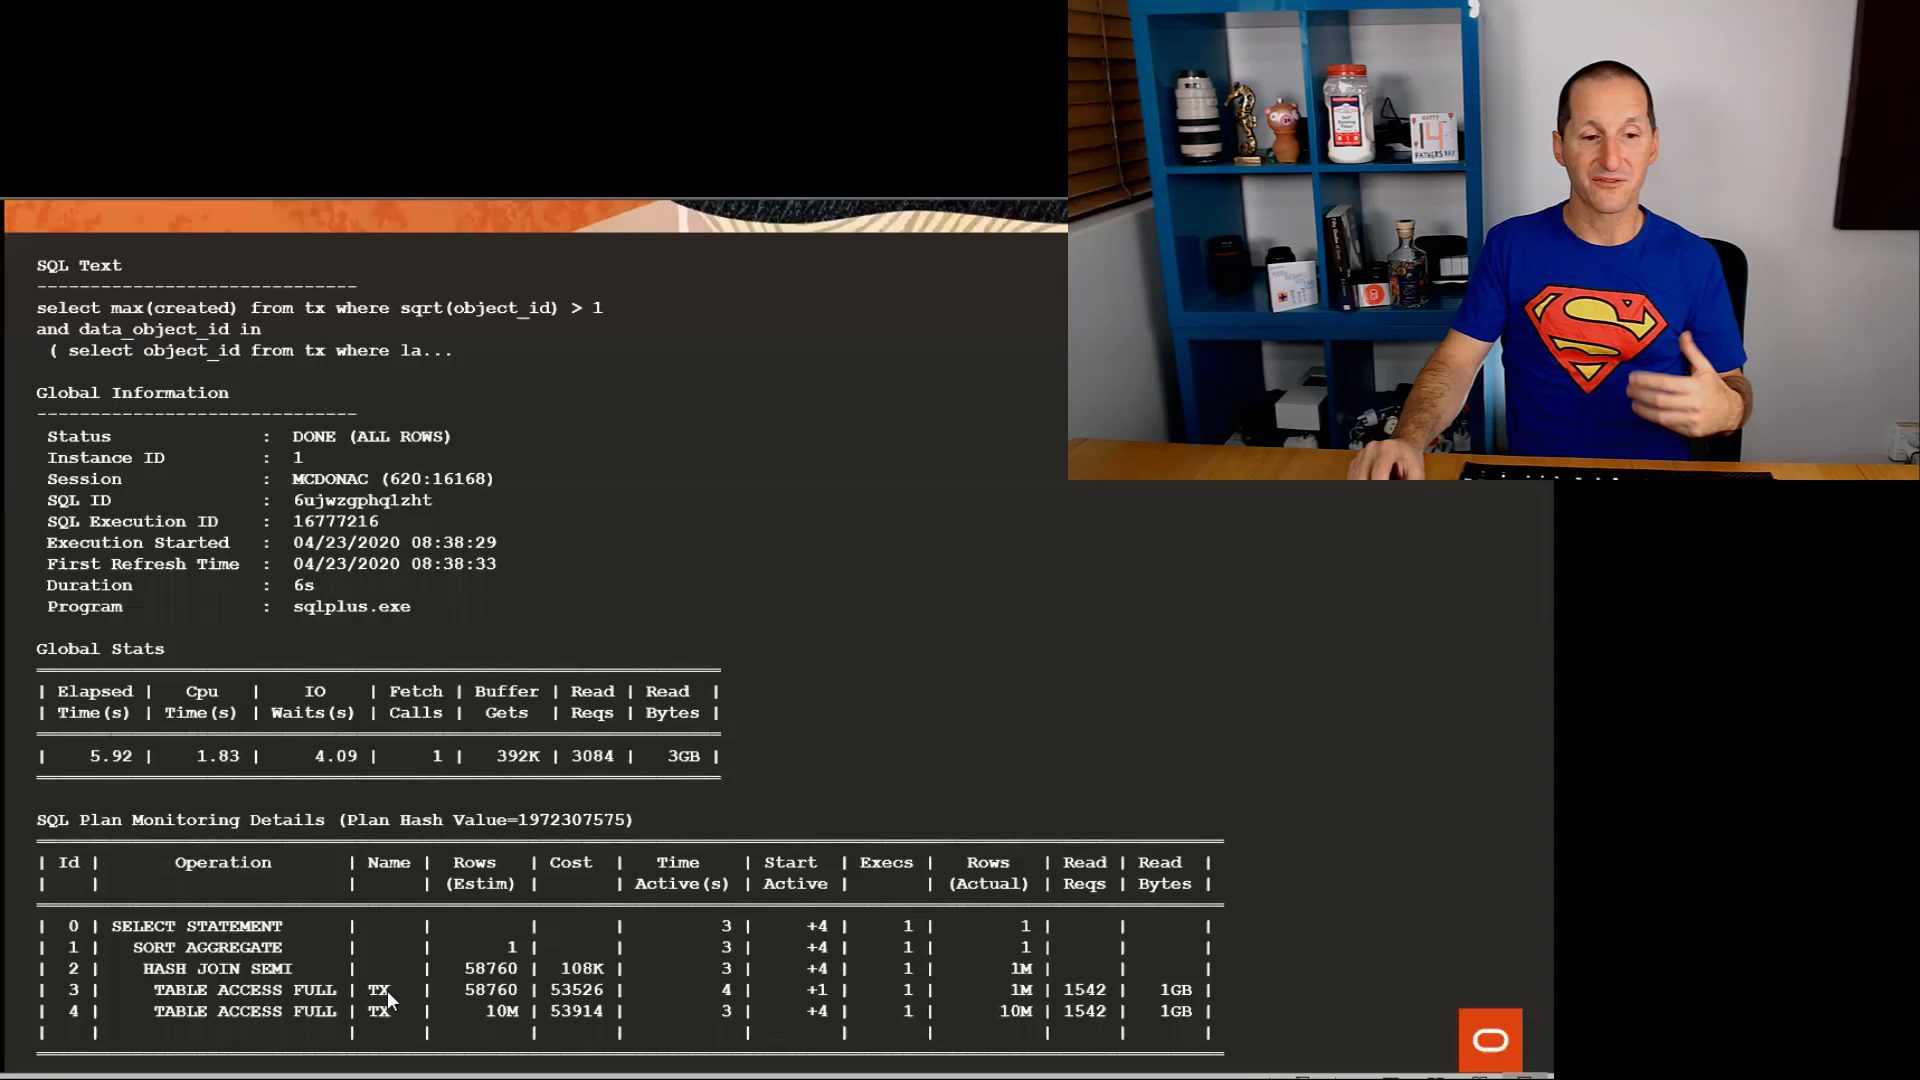 SQL Text
------------------------------
select max(created) from tx where sqrt(object_id) > 1
and data_object_id in
( select object_id from tx where la...
Global Information
------------------------------
Status : DONE (ALL ROWS)
Instance ID : 1
Session : MCDONAC (620:16168)
SQL ID : 6ujwzgphq1zht
SQL Execution ID : 16777216
Execution Started : 04/23/2020 08:38:29
First Refresh Time : 04/23/2020 08:38:33
Duration : 6s
Program : sqlplus.exe
Global Stats
| Elapsed | Cpu | IO | Fetch | Buffer | Read | Read |
| Time(s) | Time(s) | Waits(s) | Calls | Gets | Reqs | Bytes |
| 5.92 | 1.83 | 4.09 | 1 | 392K | 3084 | 3GB |
SQL Plan Monitoring Details (Plan Hash Value=1972307575)
| Id | Operation | Name | Rows | Cost | Time | Start | Execs | Rows | Read | Read |
| | | | (Estim) | | Active(s) | Active | | (Actual) | Reqs | Bytes |
| 0 | SELECT STATEMENT | | | | 3 | +4 | 1 | 1 | | |
| 1 | SORT AGGREGATE | | 1 | | 3 | +4 | 1 | 1 | | |
| 2 | HASH JOIN SEMI | | 58760 | 108K | 3 | +4 | 1 | 1M | | |
| 3 | TABLE ACCESS FULL | TX | 58760 | 53526 | 4 | +1 | 1 | 1M | 1542 | 1GB |
| 4 | TABLE ACCESS FULL | TX | 10M | 53914 | 3 | +4 | 1 | 10M | 1542 | 1GB |
HAPPY
14
FATHERS DAY
S